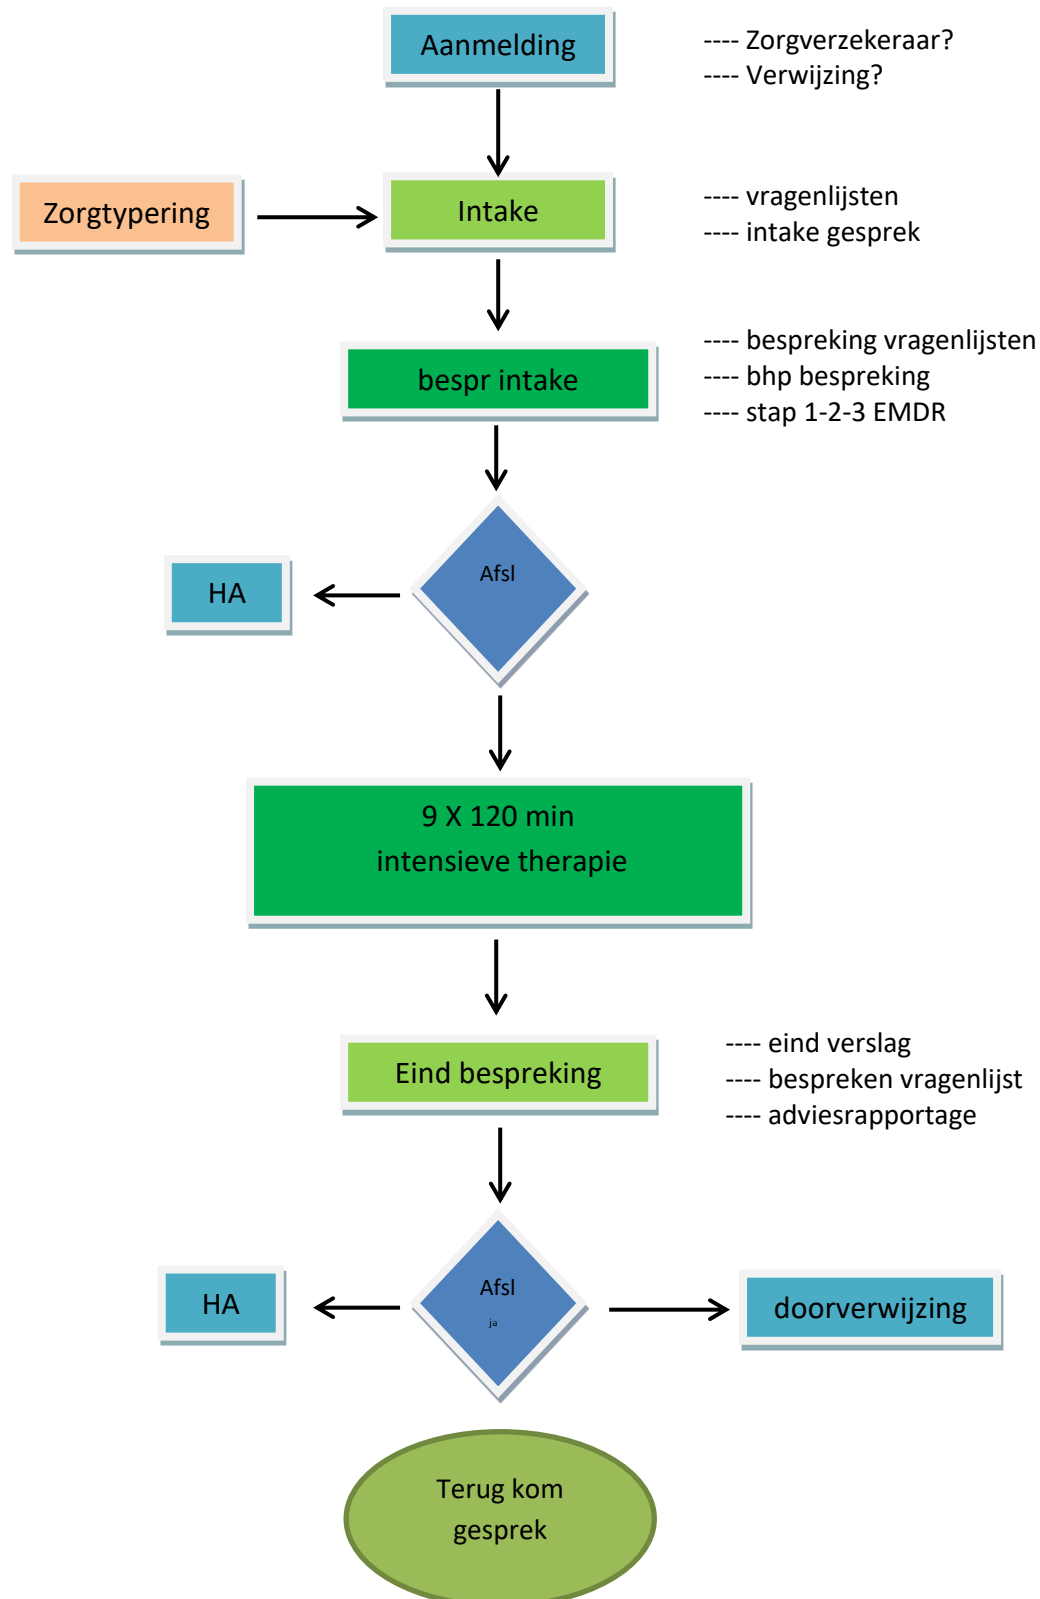 Aanmelding
---- Zorgverzekeraar?
---- Verwijzing?
Zorgtypering
Intake
---- vragenlijsten
---- intake gesprek
bespr intake
---- bespreking vragenlijsten
---- bhp bespreking
---- stap 1-2-3 EMDR
HA
Afsl
9 X 120 min
intensieve therapie
Eind bespreking
---- eind verslag
---- bespreken vragenlijst
---- adviesrapportage
HA
Afsl
ja
doorverwijzing
Terug kom
gesprek